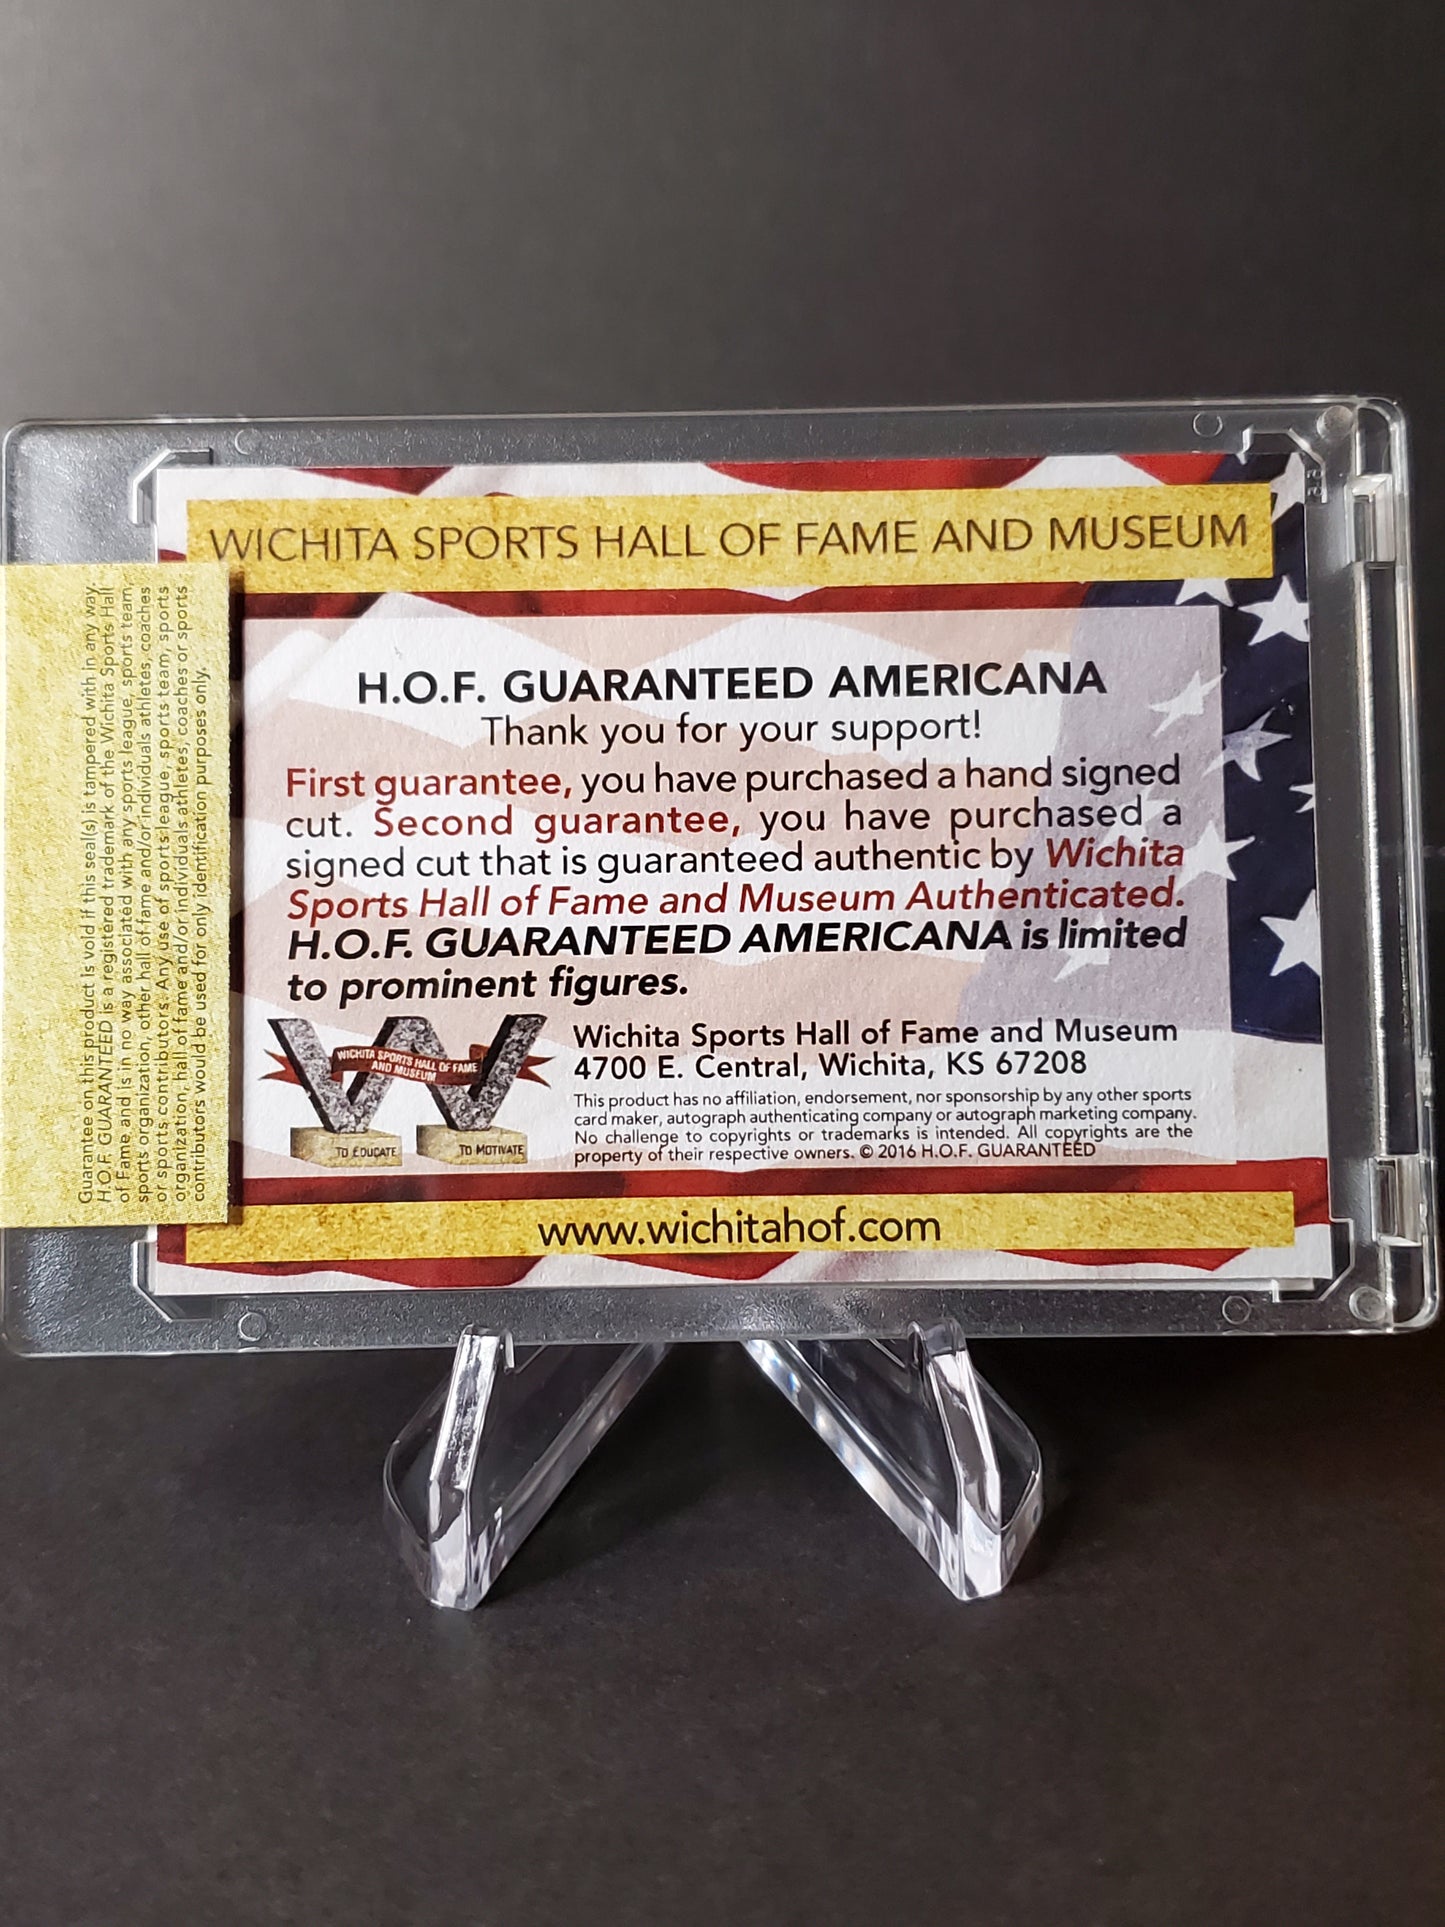 WICHITA SPORTS HALL OF FAME AND MUSEUM
H.O.F. GUARANTEED AMERICANA
Thank you for your support!
First guarantee, you have purchased a hand signed
cut. Second guarantee, you have purchased a
signed cut that is guaranteed authentic by Wichita
Sports Hall of Fame and Museum Authenticated.
H.O.F. GUARANTEED AMERICANA is limited
to prominent figures.
WICHITA SPORTS HALL OF FAME
AND MUSEUM
TO EDUCATE
TO MOTIVATE
Wichita Sports Hall of Fame and Museum
4700 E. Central, Wichita, KS 67208
This product has no affiliation, endorsement, nor sponsorship by any other sports
card maker, autograph authenticating company or autograph marketing company.
No challenge to copyrights or trademarks is intended. All copyrights are the
property of their respective owners. © 2016 H.O.F. GUARANTEED
www.wichitahof.com
Guarantee on this product is void if this seal(s) is tampered with in any way.
H.O.F. GUARANTEED is a registered trademark of the Wichita Sports Hall
of Fame and is in no way associated with any sports league, sports team,
sports organization, other hall of fame and/or individuals athletes, coaches
or sports contributors. Any use of sports league, sports team, sports
organization, hall of fame and/or individuals athletes, coaches or sports
contributors would be used for only identification purposes only.